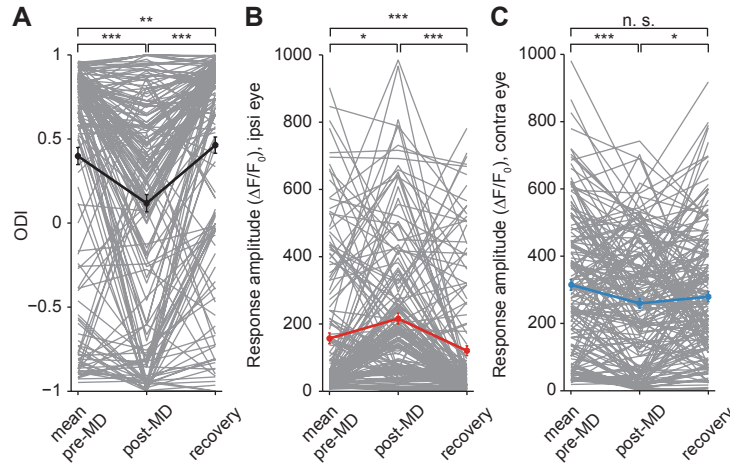 A
**
***
***
ODI
1
0.5
0
−0.5
−1
mean
pre-MD
post-MD
recovery
B
***
*
***
Response amplitude (ΔF/F0), ipsi eye
1000
800
600
400
200
0
mean
pre-MD
post-MD
recovery
C
n. s.
***
*
Response amplitude (ΔF/F0), contra eye
1000
800
600
400
200
0
mean
pre-MD
post-MD
recovery